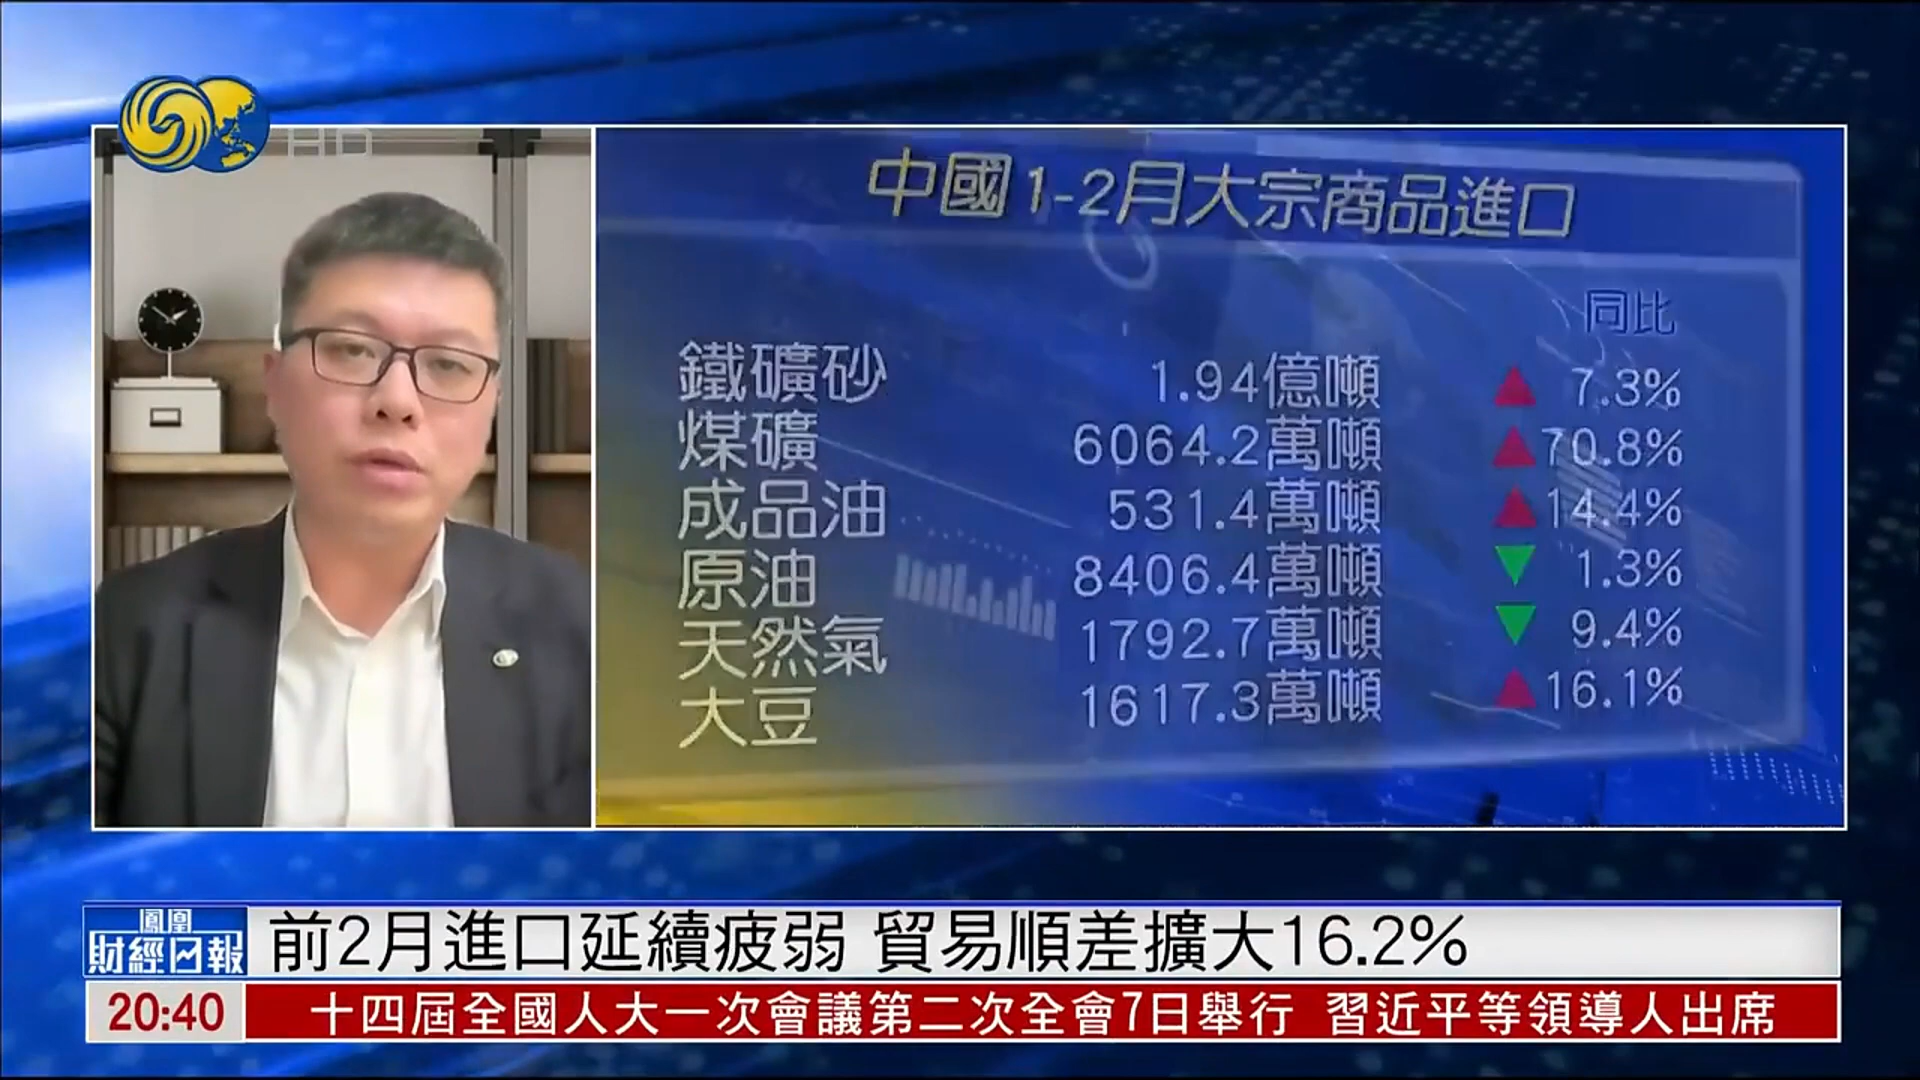 HD
中國1-2月大宗商品進口
同比
鐵礦砂 1.94億噸 ▲ 7.3%
煤礦 6064.2萬噸 ▲ 70.8%
成品油 531.4萬噸 ▲ 14.4%
原油 8406.4萬噸 ▼ 1.3%
天然氣 1792.7萬噸 ▼ 9.4%
大豆 1617.3萬噸 ▲ 16.1%
鳳凰
財經日報
前2月進口延續疲弱 貿易順差擴大16.2%
20:40 十四屆全國人大一次會議第二次全會7日舉行 習近平等領導人出席